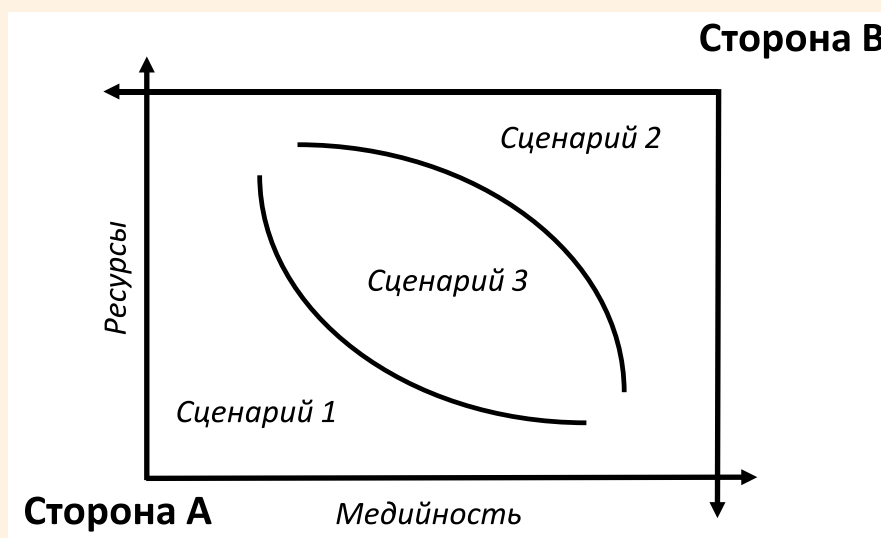 Сторона В
Сценарий 2
Ресурсы
Сценарий 3
Сценарий 1
Сторона А
Медийность